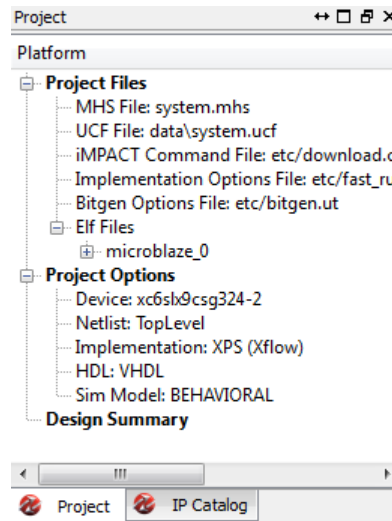 Project
Platform
Project Files
MHS File: system.mhs
UCF File: data\system.ucf
iMPACT Command File: etc/download.c
Implementation Options File: etc/fast_ru
Bitgen Options File: etc/bitgen.ut
Elf Files
microblaze_0
Project Options
Device: xc6slx9csg324-2
Netlist: TopLevel
Implementation: XPS (Xflow)
HDL: VHDL
Sim Model: BEHAVIORAL
Design Summary
Project IP Catalog